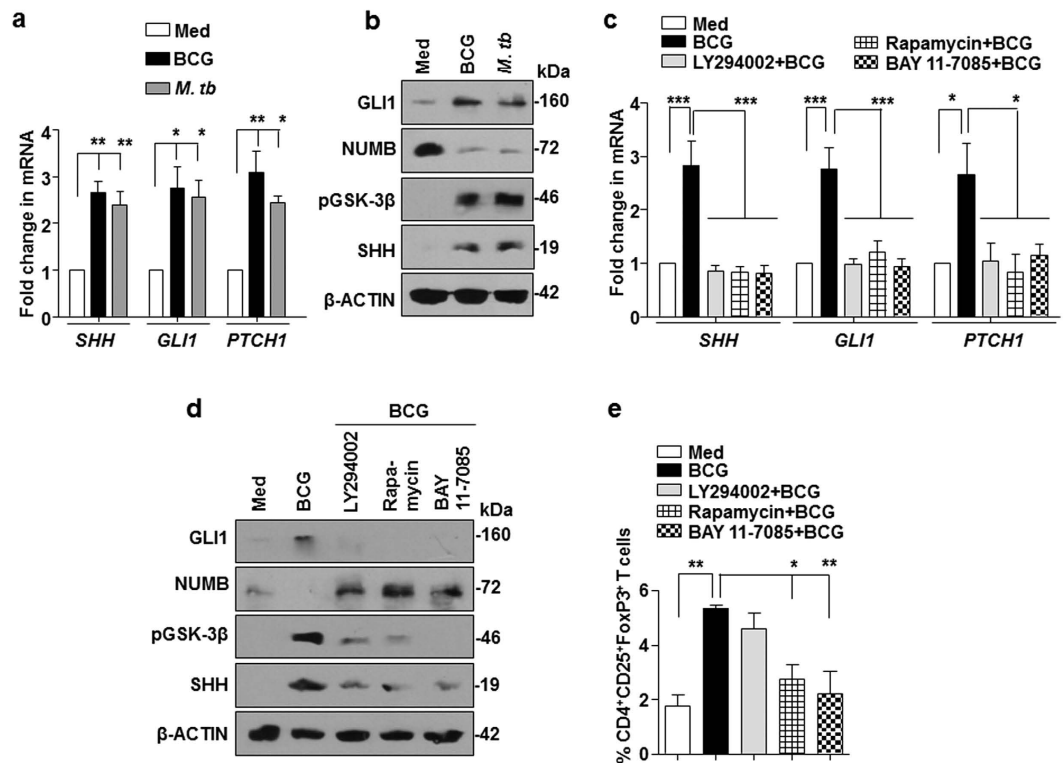 a
Med
BCG
M. tb
Fold change in mRNA
4
3
2
1
0
** ** * * ** *
SHH GLI1 PTCH1
b
Med BCG M. tb
kDa
GLI1 -160
NUMB -72
pGSK-3β -46
SHH -19
β-ACTIN -42
c
Med
BCG
LY294002+BCG
Rapamycin+BCG
BAY 11-7085+BCG
Fold change in mRNA
4
3
2
1
0
*** *** *** *** * *
SHH GLI1 PTCH1
d
BCG
Med BCG LY294002 Rapa-
mycin BAY
11-7085
kDa
GLI1 -160
NUMB -72
pGSK-3β -46
SHH -19
β-ACTIN -42
e
Med
BCG
LY294002+BCG
Rapamycin+BCG
BAY 11-7085+BCG
% CD4+CD25+FoxP3+ T cells
6
4
2
0
** * **